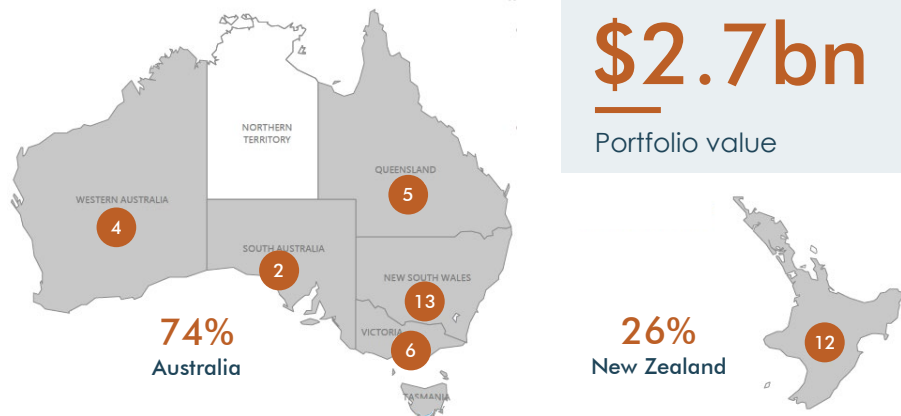 $2.7bn
Portfolio value
NORTHERN
TERRITORY
QUEENSLAND
5
WESTERN AUSTRALIA
4
SOUTH AUSTRALIA
2
NEW SOUTH WALES
13
VICTORIA
6
TASMANIA
74%
Australia
26%
New Zealand
12